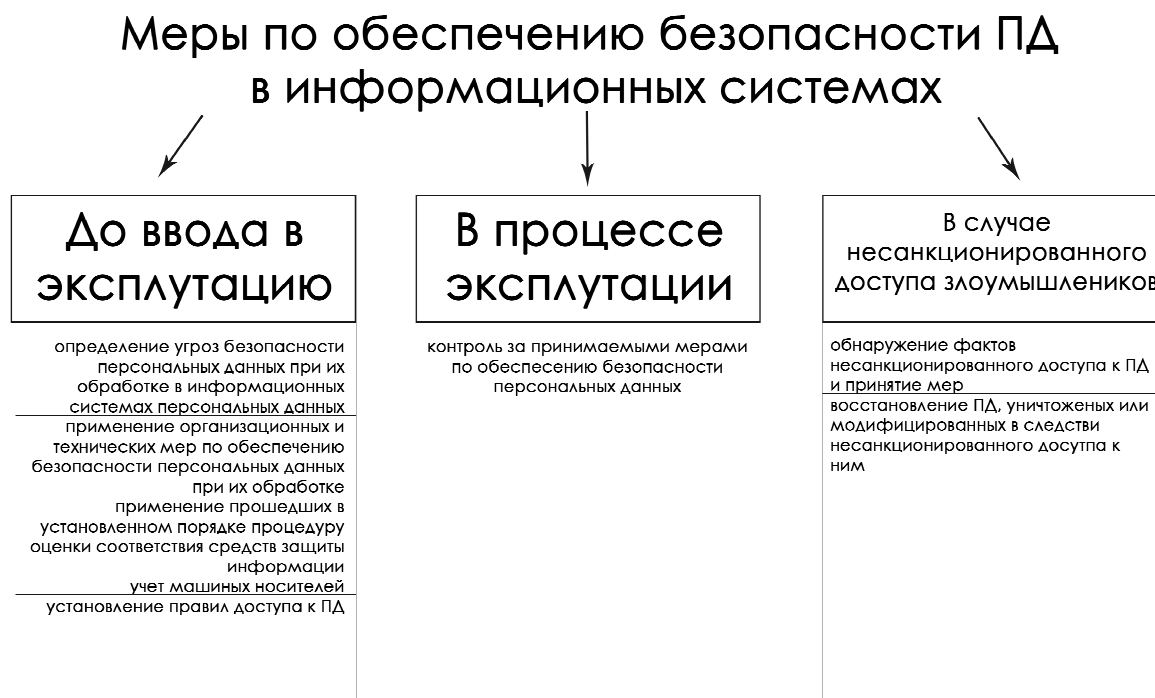 Меры по обеспечению безопасности ПД
в информационных системах
До ввода в
эксплутацию
определение угроз безопасности
персональных данных при их
обработке в информационных
системах персональных данных
применение организационных и
технических мер по обеспечению
безопасности персональных данных
при их обработке
применение прошедших в
установленном порядке процедуру
оценки соответствия средств защиты
информации
учет машиных носителей
установление правил доступа к ПД
В процессе
эксплутации
контроль за принимаемыми мерами
по обеспесению безопасности
персональных данных
В случае
несанкционированного
доступа злоумышлеников
обнаружение фактов
несанкционированного доступа к ПД
и принятие мер
восстановление ПД, уничтоженых или
модифицированных в следстви
несанкционированного досутпа к
ним